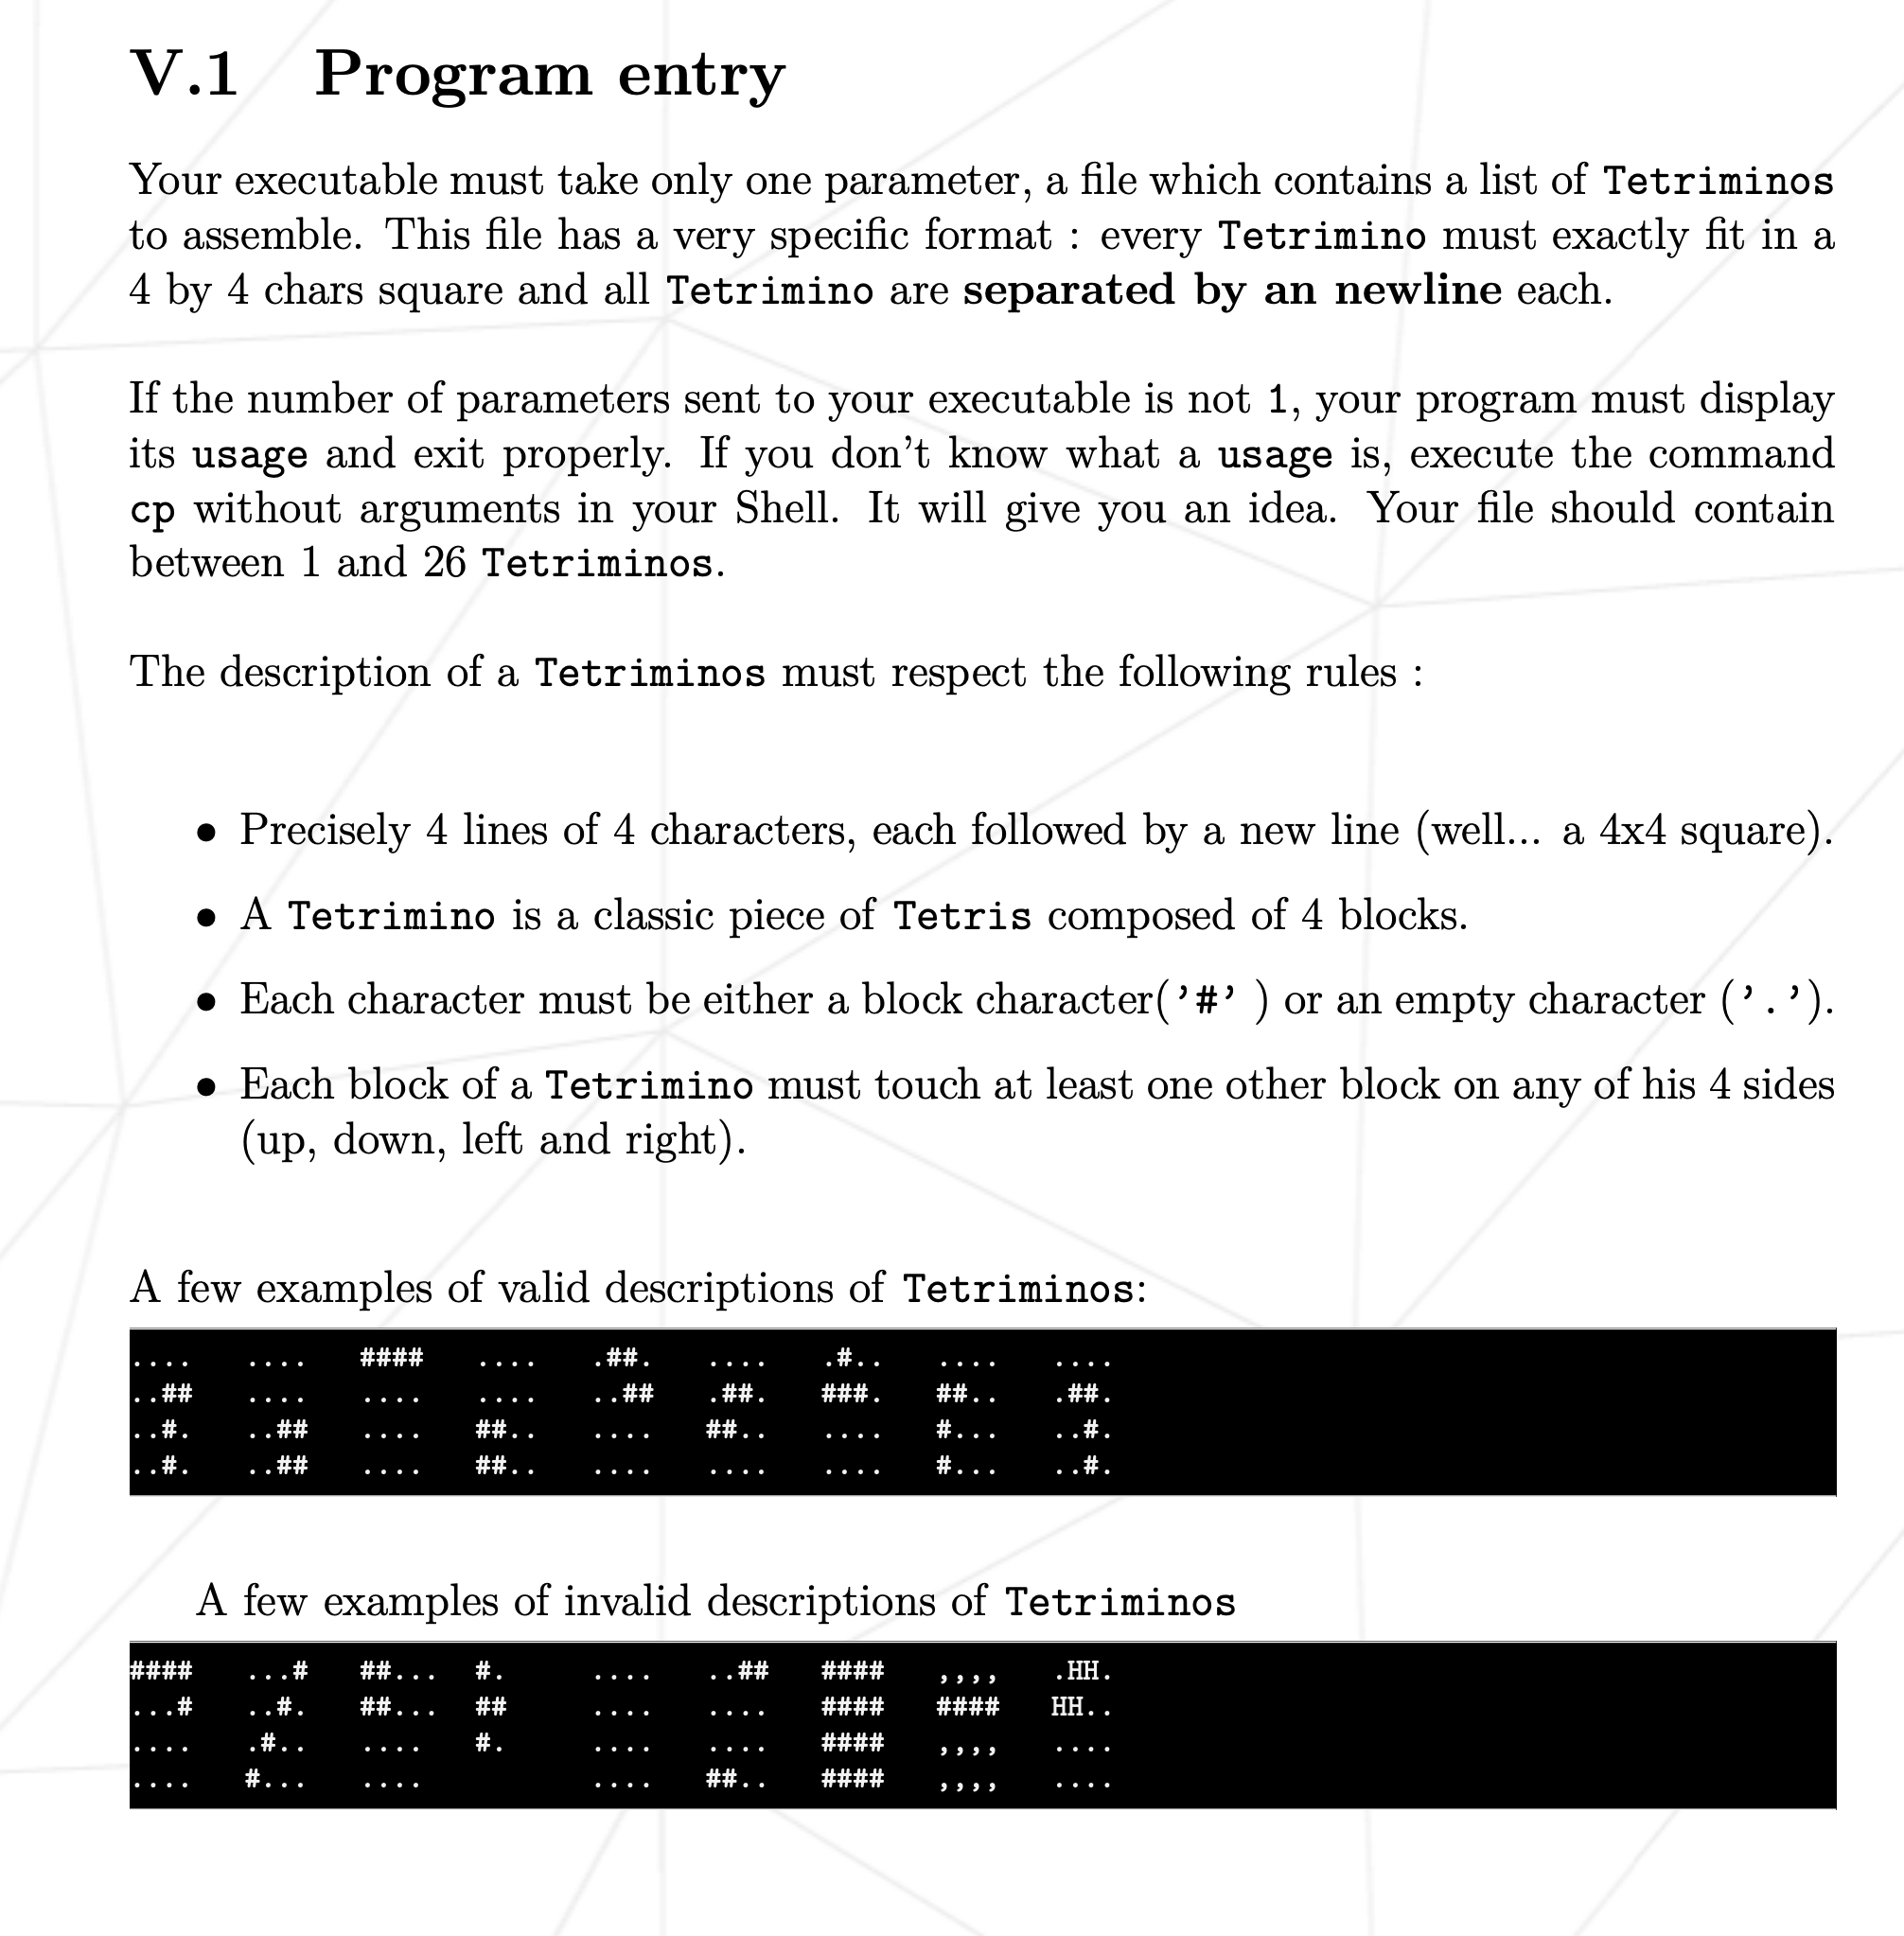 V.1 Program entry
Your executable must take only one parameter, a file which contains a list of Tetriminos
to assemble. This file has a very specific format : every Tetrimino must exactly fit in a
4 by 4 chars square and all Tetrimino are separated by an newline each.
If the number of parameters sent to your executable is not 1, your program must display
its usage and exit properly. If you don't know what a usage is, execute the command
cp without arguments in your Shell. It will give you an idea. Your file should contain
between 1 and 26 Tetriminos.
The description of a Tetriminos must respect the following rules :
• Precisely 4 lines of 4 characters, each followed by a new line (well... a 4x4 square).
• A Tetrimino is a classic piece of Tetris composed of 4 blocks.
• Each character must be either a block character('#' ) or an empty character ('.').
• Each block of a Tetrimino must touch at least one other block on any of his 4 sides
(up, down, left and right).
A few examples of valid descriptions of Tetriminos:
....   ....   ####   ....   .##.   ....   .#..   ....   ....
..##   ....   ....   ....   ..##   .##.   ###.   ##..   .##.
..#.   ..##   ....   ##..   ....   ##..   ....   #...   ..#.
..#.   ..##   ....   ##..   ....   ....   ....   #...   ..#.
A few examples of invalid descriptions of Tetriminos
####   ...#   ##...  #.     ....   ..##   ####   ,,,,   .HH.
...#   ..#.   ##...  ##     ....   ....   ####   ####   HH..
....   .#..   ....   #.     ....   ....   ####   ,,,,   ....
....   #...   ....          ....   ##..   ####   ,,,,   ....